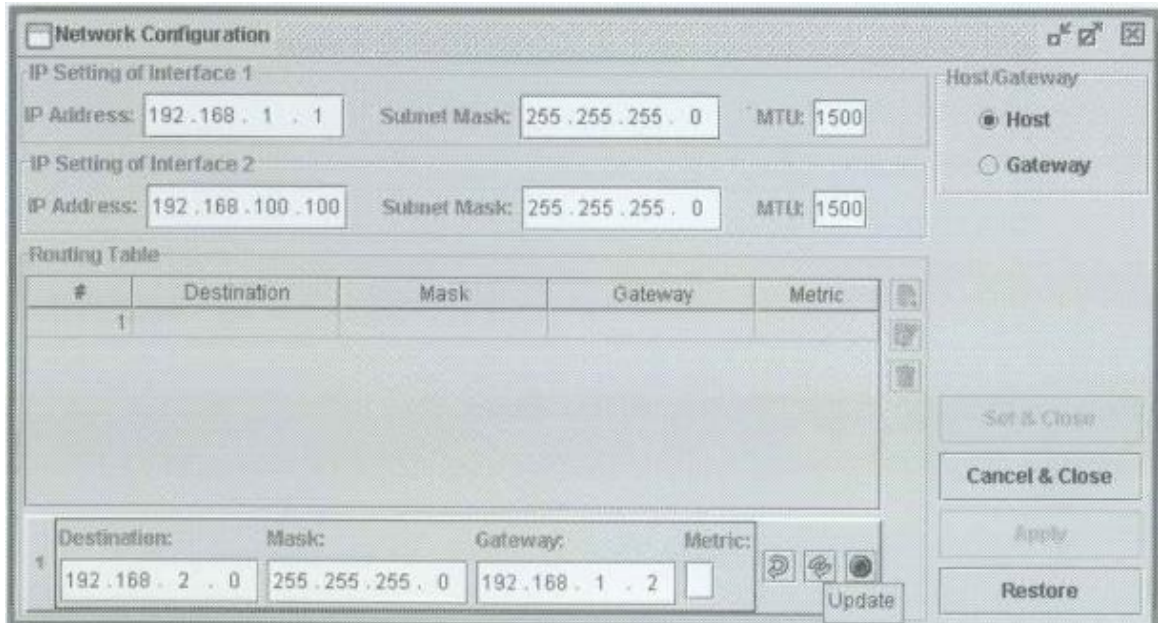 Network Configuration
IP Setting of Interface 1
IP Address: 192.168. 1 . 1 Subnet Mask: 255.255.255. 0 MTU: 1500
IP Setting of Interface 2
IP Address: 192.168.100.100 Subnet Mask: 255.255.255. 0 MTU: 1500
Host/Gateway
Host
Gateway
Routing Table
# Destination Mask Gateway Metric
1
Set & Close
Cancel & Close
Apply
Restore
Destination: Mask: Gateway: Metric:
1 192.168. 2 . 0 255.255.255. 0 192.168. 1 . 2
Update